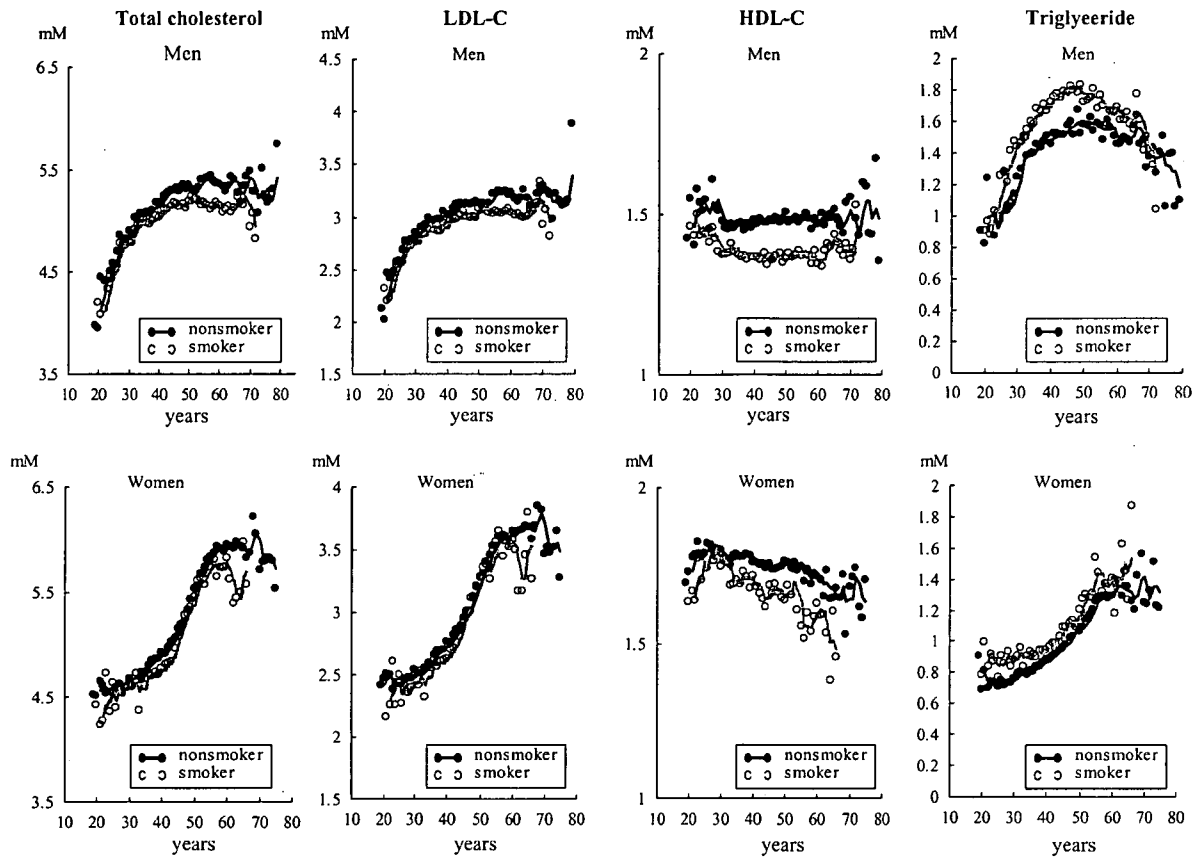 Total cholesterol
mM
Men
6.5
5.5
4.5
3.5
nonsmoker
smoker
10 20 30 40 50 60 70 80
years
LDL-C
mM
Men
4.5
4
3.5
3
2.5
2
1.5
nonsmoker
smoker
10 20 30 40 50 60 70 80
years
HDL-C
mM
Men
2
1.5
1
nonsmoker
smoker
10 20 30 40 50 60 70 80
years
Triglyeeride
mM
Men
2
1.8
1.6
1.4
1.2
1
0.8
0.6
0.4
0.2
0
nonsmoker
smoker
10 20 30 40 50 60 70 80
years
mM
Women
6.5
5.5
4.5
3.5
nonsmoker
smoker
10 20 30 40 50 60 70 80
years
mM
Women
4
3.5
3
2.5
2
1.5
nonsmoker
smoker
10 20 30 40 50 60 70 80
years
mM
Women
2
1.5
1
nonsmoker
smoker
10 20 30 40 50 60 70 80
years
mM
Women
2
1.8
1.6
1.4
1.2
1
0.8
0.6
0.4
0.2
0
nonsmoker
smoker
10 20 30 40 50 60 70 80
years